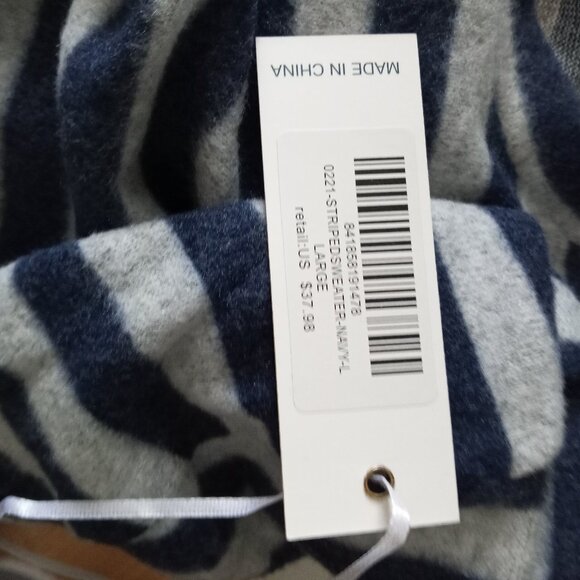 MADE IN CHINA
841858191478
0221-STRIPEDSWEATER-NAVY-L
LARGE
retail:US $37.98